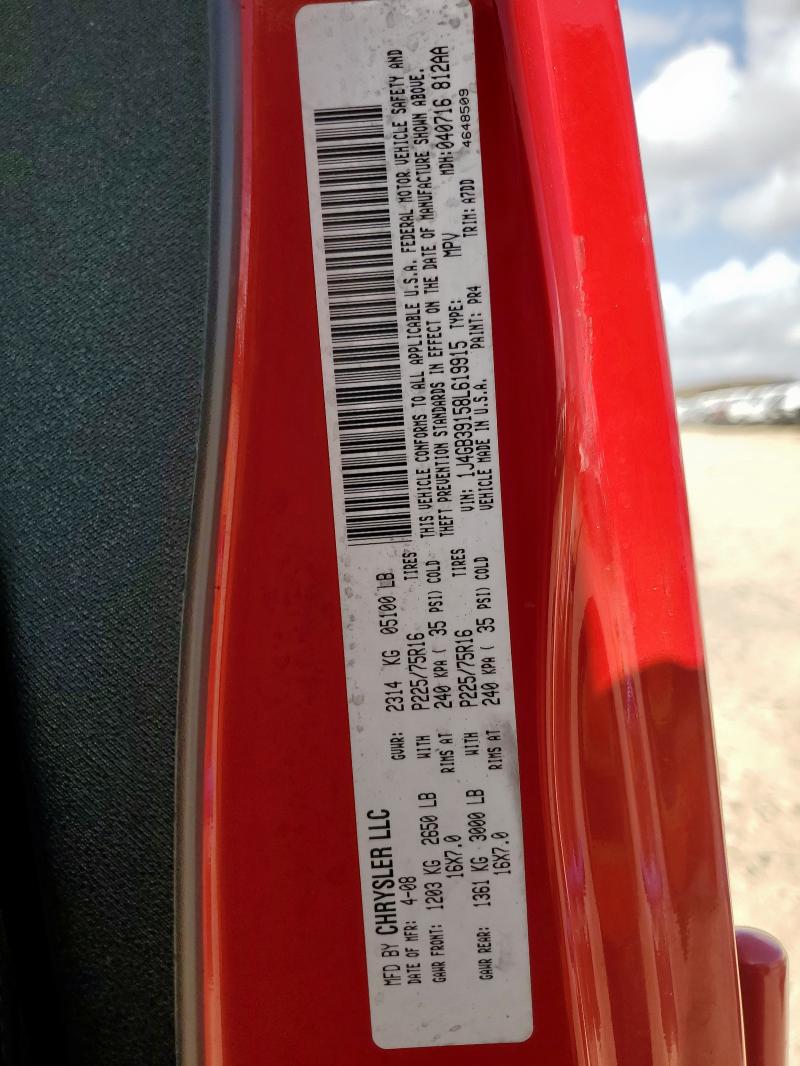 MFD BY CHRYSLER LLC
DATE OF MFR: 4-08 GVWR: 2314 KG 05100 LB
GAWR FRONT: 1203 KG 2650 LB WITH P225/75R16 TIRES
16X7.0 RIMS AT 240 KPA ( 35 PSI) COLD
GAWR REAR: 1361 KG 3000 LB WITH P225/75R16 TIRES
16X7.0 RIMS AT 240 KPA ( 35 PSI) COLD
THIS VEHICLE CONFORMS TO ALL APPLICABLE U.S.A. FEDERAL MOTOR VEHICLE SAFETY AND
THEFT PREVENTION STANDARDS IN EFFECT ON THE DATE OF MANUFACTURE SHOWN ABOVE.
VIN: 1J4GB39158L619915 TYPE: MPV MDH:040716 812AA
VEHICLE MADE IN U.S.A. PAINT: PR4 TRIM: A7DD 4648509